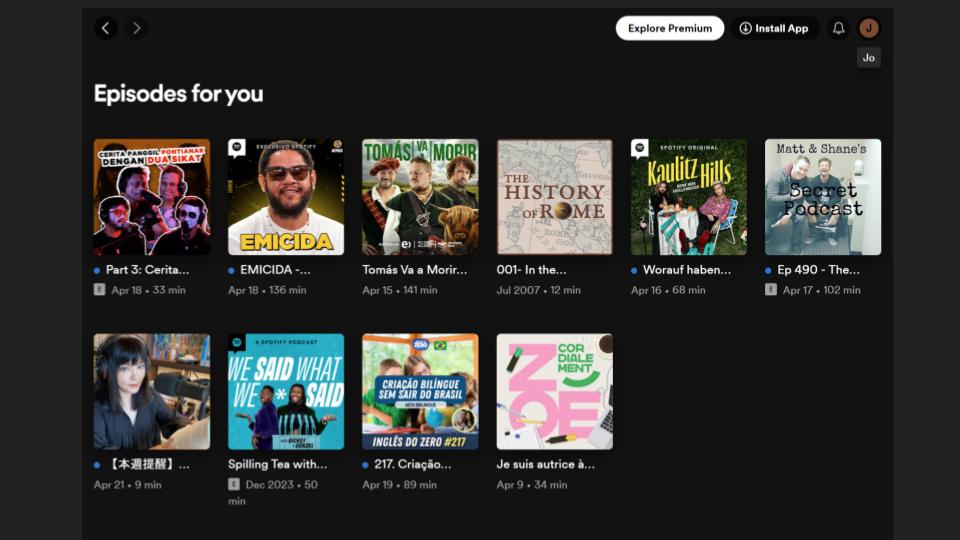 Explore Premium
Install App
J
Jo
Episodes for you
CERITA PANGGIL PONTIANAK
DENGAN DUA SIKAT
Part 3: Cerita...
E Apr 18 • 33 min
EXCLUSIVO SPOTIFY
EMICIDA
EMICIDA -...
Apr 18 • 136 min
TOMÁS VA A MORIR
Tomás Va a Morir...
Apr 15 • 141 min
THE
HISTORY
OF ROME
001- In the...
Jul 2007 • 12 min
SPOTIFY ORIGINAL
Kaulitz Hills
SENF AUS
HOLLYWOOD
Worauf haben...
Apr 16 • 68 min
Matt & Shane's
Secret
Podcast
Ep 490 - The...
E Apr 17 • 102 min
【本週提醒】...
Apr 21 • 9 min
A SPOTIFY PODCAST
WE SAID WHAT
WE * SAID
WITH RICKEY
& DENZEL
Spilling Tea with...
E Dec 2023 • 50
min
CRIAÇÃO BILÍNGUE
SEM SAIR DO BRASIL
INGLÊS DO ZERO #217
217. Criação...
Apr 19 • 89 min
COR
DIALE
MENT
ZOE
Je suis autrice à...
Apr 9 • 34 min